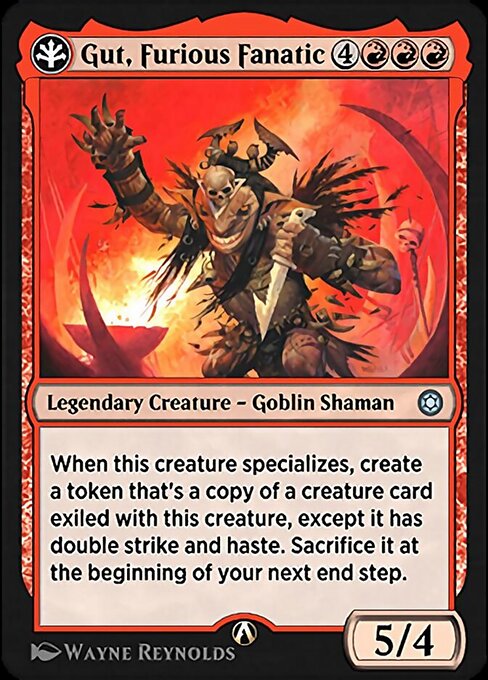 Gut, Furious Fanatic 4
Legendary Creature – Goblin Shaman
When this creature specializes, create
a token that's a copy of a creature card
exiled with this creature, except it has
double strike and haste. Sacrifice it at
the beginning of your next end step.
5/4
Wayne Reynolds